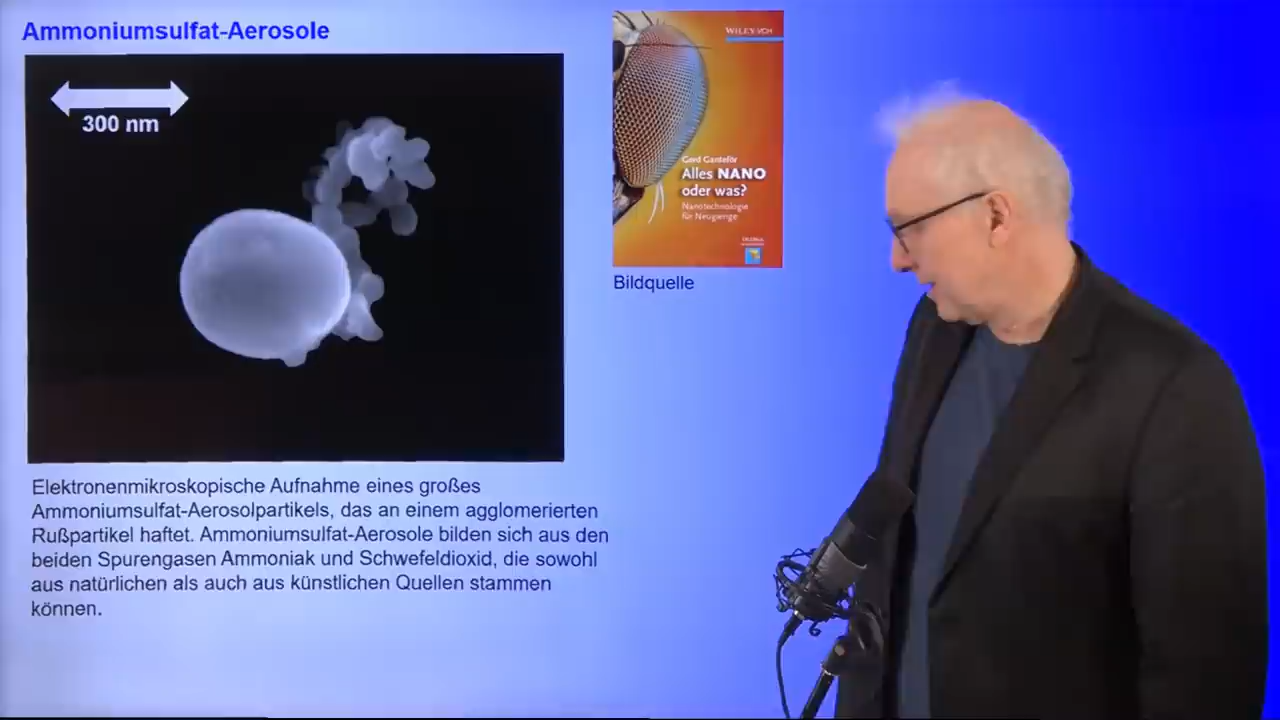 Ammoniumsulfat-Aerosole
300 nm
Elektronenmikroskopische Aufnahme eines großes
Ammoniumsulfat-Aerosolpartikels, das an einem agglomerierten
Rußpartikel haftet. Ammoniumsulfat-Aerosole bilden sich aus den
beiden Spurengasen Ammoniak und Schwefeldioxid, die sowohl
aus natürlichen als auch aus künstlichen Quellen stammen
können.
WILEY-VCH
Gerd Ganteför
Alles NANO
oder was?
Nanotechnologie
für Neugierige
Bildquelle